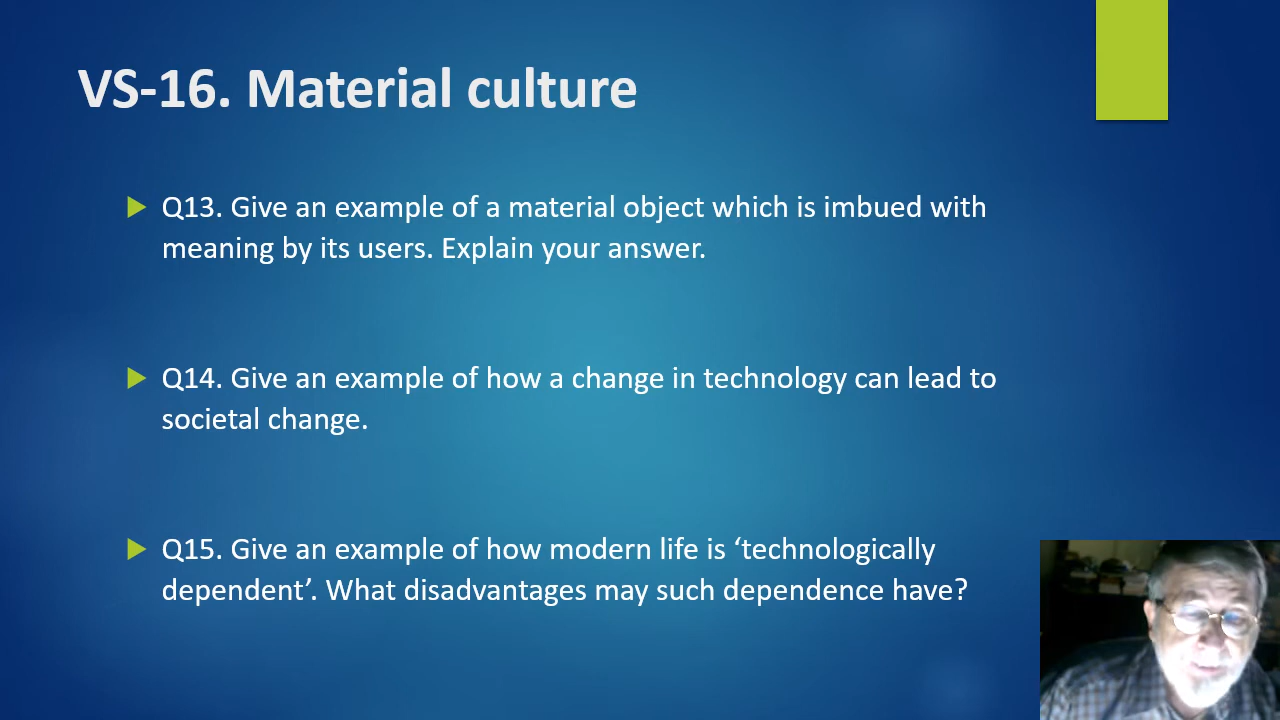 VS-16. Material culture
Q13. Give an example of a material object which is imbued with
meaning by its users. Explain your answer.
Q14. Give an example of how a change in technology can lead to
societal change.
Q15. Give an example of how modern life is ‘technologically
dependent’. What disadvantages may such dependence have?